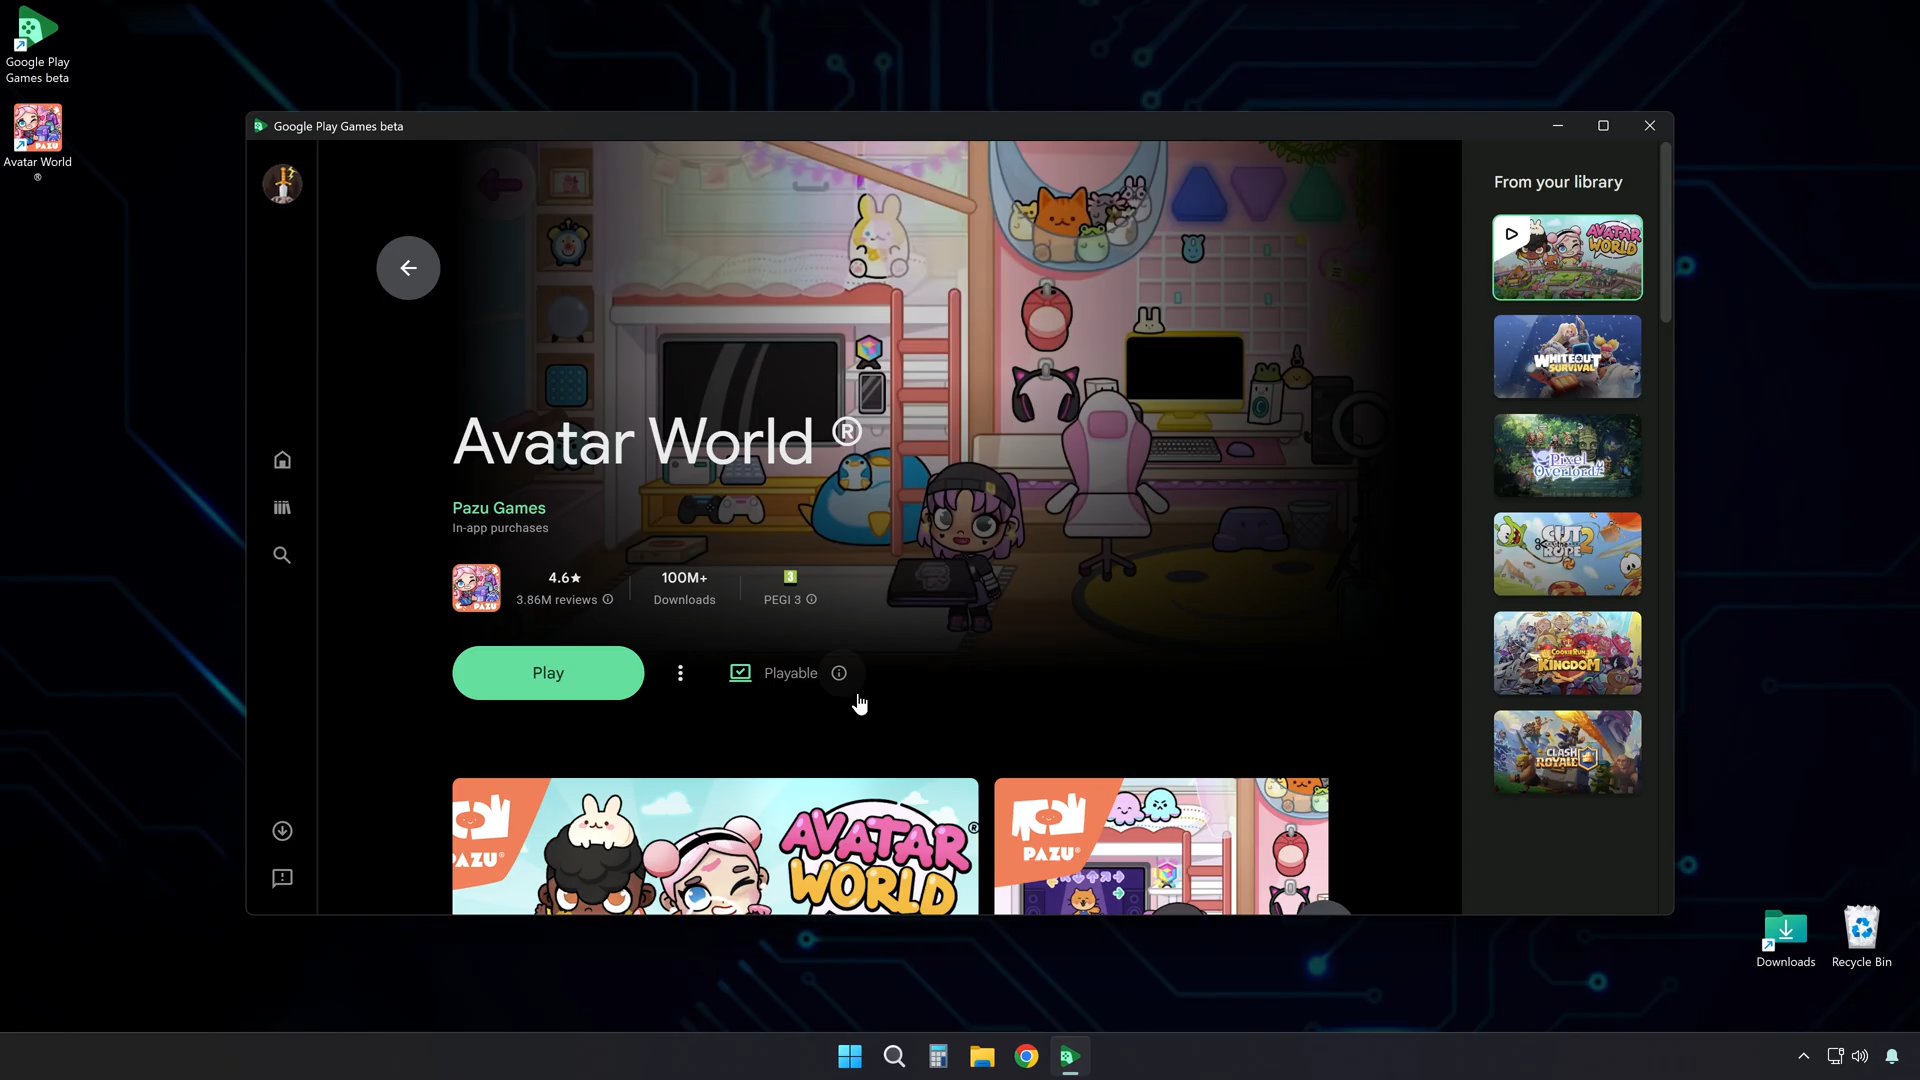 Google Play
Games beta
Avatar World
®
Google Play Games beta
Avatar World ®
Pazu Games
In-app purchases
4.6★
3.86M reviews
100M+
Downloads
3
PEGI 3
Play
Playable
PAZU
PAZU®
AVATAR
WORLD
®
PAZU®
From your library
AVATAR
WORLD
WHITEOUT
SURVIVAL
Pixel
Overlord
CUT
ROPE 2
COOKIERUN
KINGDOM
CLASH
ROYALE
Downloads
Recycle Bin